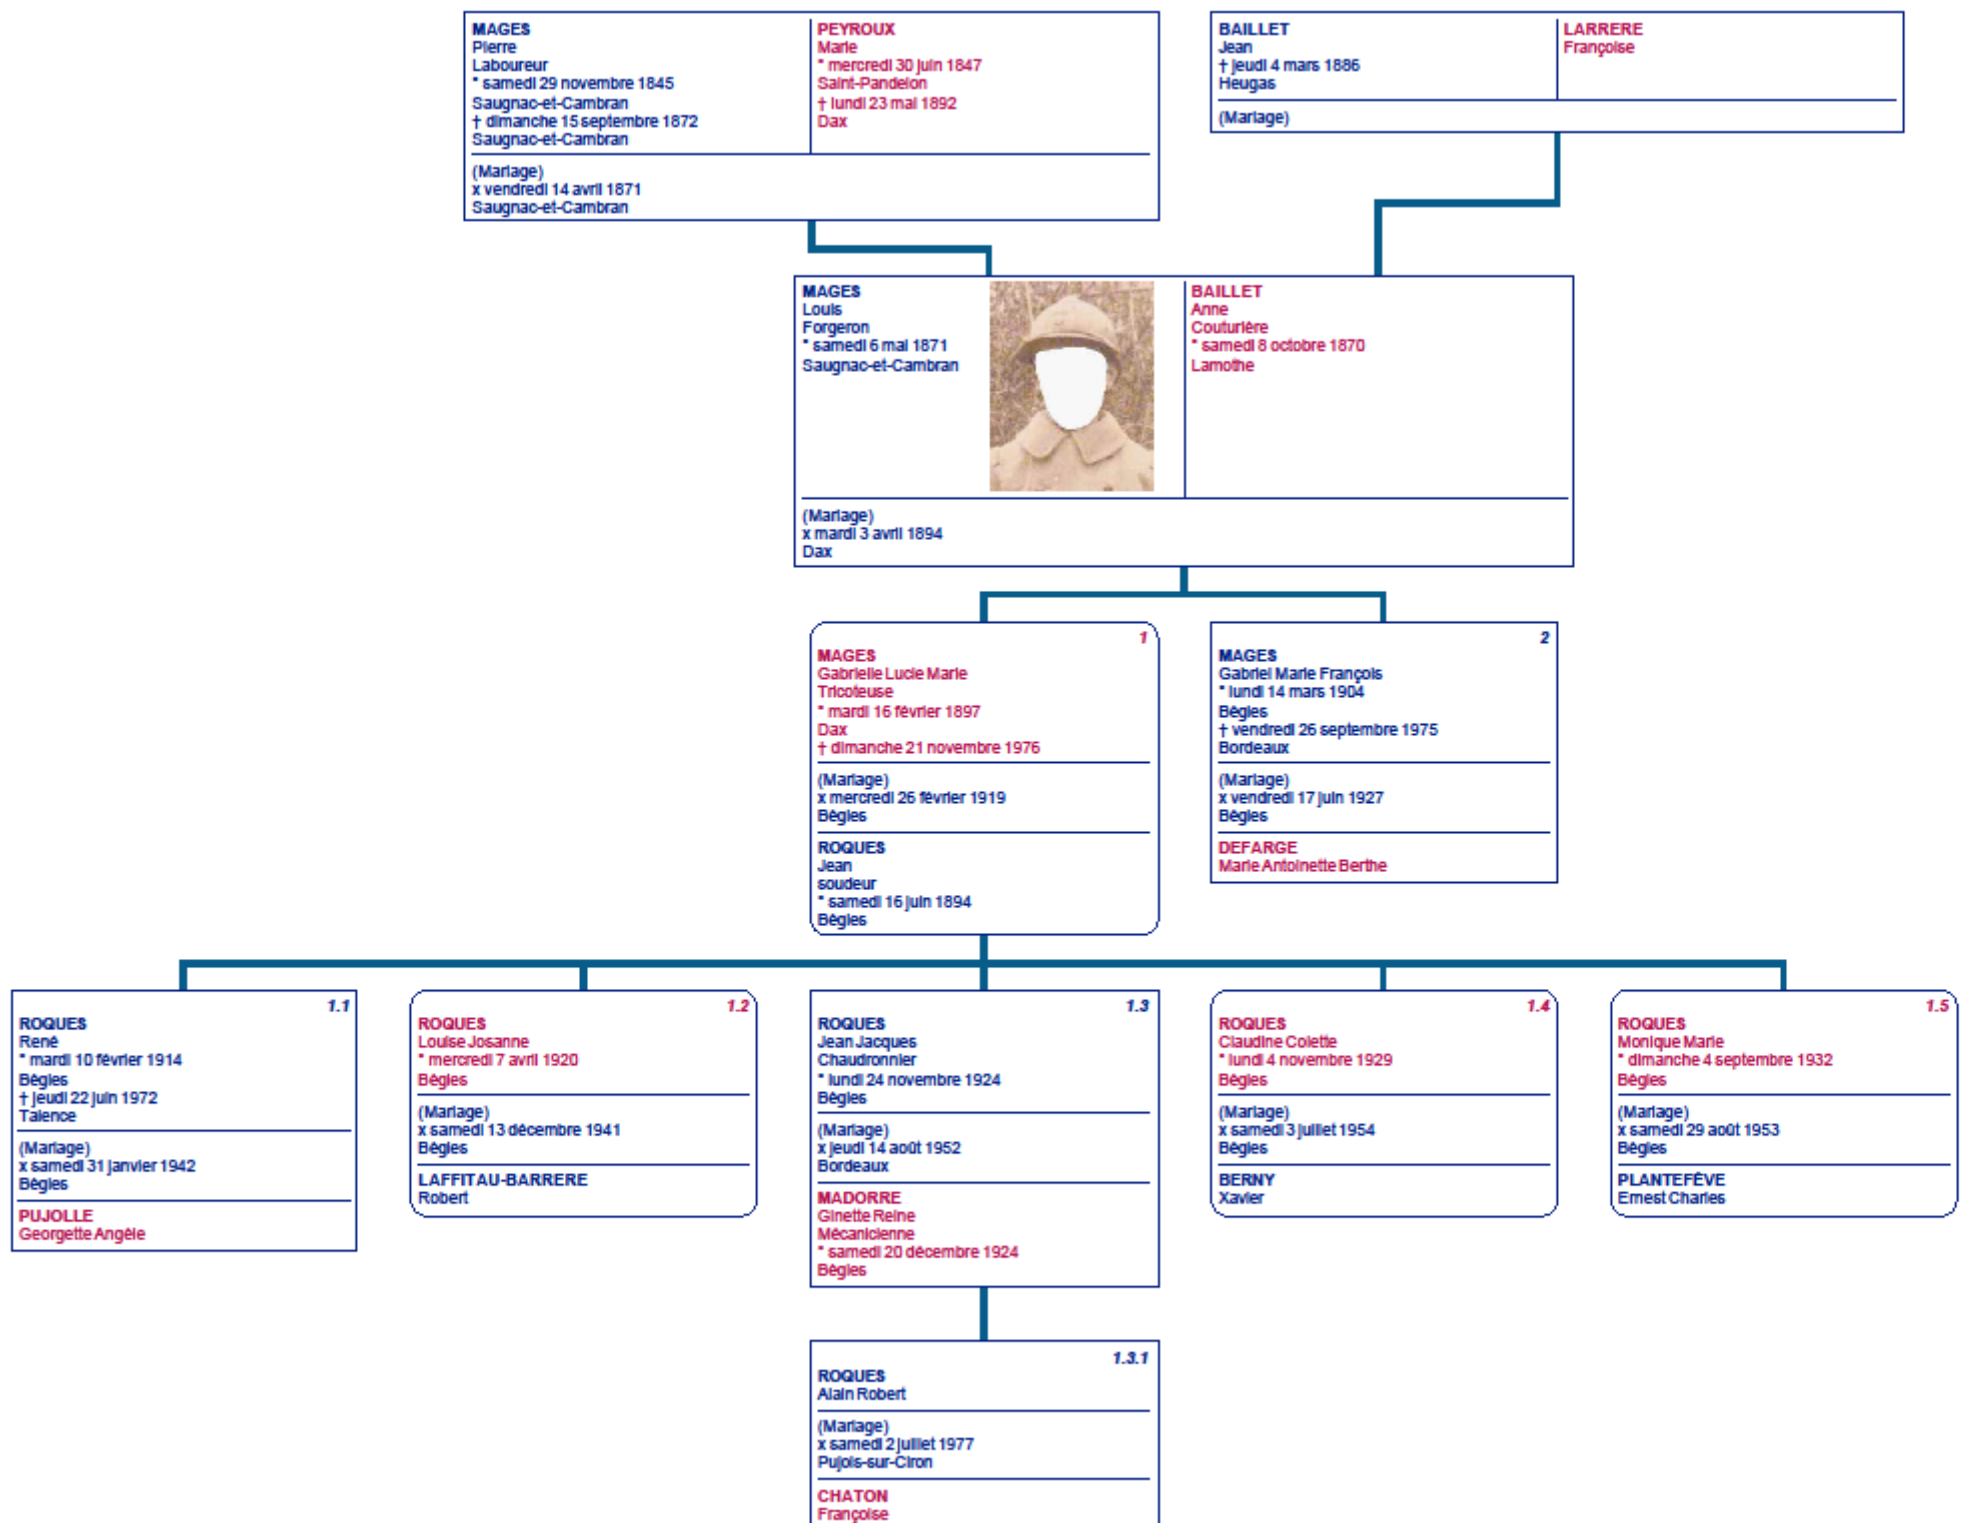 MAGES
Pierre
Laboureur
* samedi 29 novembre 1845
Saugnac-et-Cambran
† dimanche 15 septembre 1872
Saugnac-et-Cambran
PEYROUX
Marie
* mercredi 30 juin 1847
Saint-Pandelon
† lundi 23 mai 1892
Dax
(Mariage)
x vendredi 14 avril 1871
Saugnac-et-Cambran
BAILLET
Jean
† jeudi 4 mars 1886
Heugas
LARRERE
Françoise
(Mariage)
MAGES
Louis
Forgeron
* samedi 6 mai 1871
Saugnac-et-Cambran
BAILLET
Anne
Couturière
* samedi 8 octobre 1870
Lamothe
(Mariage)
x mardi 3 avril 1894
Dax
1
MAGES
Gabrielle Lucie Marie
Tricoteuse
* mardi 16 février 1897
Dax
† dimanche 21 novembre 1976
(Mariage)
x mercredi 26 février 1919
Bègles
ROQUES
Jean
soudeur
* samedi 16 juin 1894
Bègles
2
MAGES
Gabriel Marie François
* lundi 14 mars 1904
Bègles
† vendredi 26 septembre 1975
Bordeaux
(Mariage)
x vendredi 17 juin 1927
Bègles
DEFARGE
Marie Antoinette Berthe
1.1
ROQUES
René
* mardi 10 février 1914
Bègles
† jeudi 22 juin 1972
Talence
(Mariage)
x samedi 31 janvier 1942
Bègles
PUJOLLE
Georgette Angèle
1.2
ROQUES
Louise Josanne
* mercredi 7 avril 1920
Bègles
(Mariage)
x samedi 13 décembre 1941
Bègles
LAFFITAU-BARRERE
Robert
1.3
ROQUES
Jean Jacques
Chaudronnier
* lundi 24 novembre 1924
Bègles
(Mariage)
x jeudi 14 août 1952
Bordeaux
MADORRE
Ginette Reine
Mécanicienne
* samedi 20 décembre 1924
Bègles
1.4
ROQUES
Claudine Colette
* lundi 4 novembre 1929
Bègles
(Mariage)
x samedi 3 juillet 1954
Bègles
BERNY
Xavier
1.5
ROQUES
Monique Marie
* dimanche 4 septembre 1932
Bègles
(Mariage)
x samedi 29 août 1953
Bègles
PLANTEFÈVE
Ernest Charles
1.3.1
ROQUES
Alain Robert
(Mariage)
x samedi 2 juillet 1977
Pujols-sur-Ciron
CHATON
Françoise